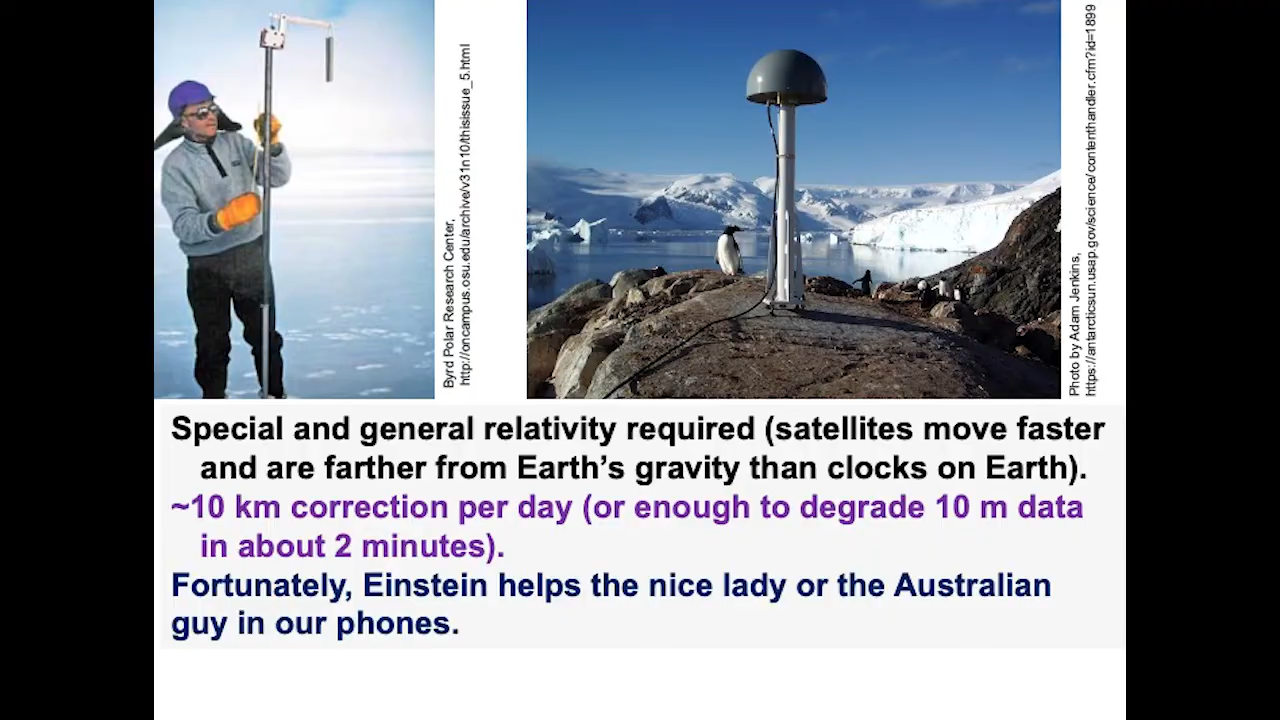 Byrd Polar Research Center,
http://oncampus.osu.edu/archive/v31n10/thisissue_5.html
Photo by Adam Jenkins,
https://antarcticsun.usap.gov/science/contenthandler.cfm?id=1899
Special and general relativity required (satellites move faster
and are farther from Earth’s gravity than clocks on Earth).
~10 km correction per day (or enough to degrade 10 m data
in about 2 minutes).
Fortunately, Einstein helps the nice lady or the Australian
guy in our phones.